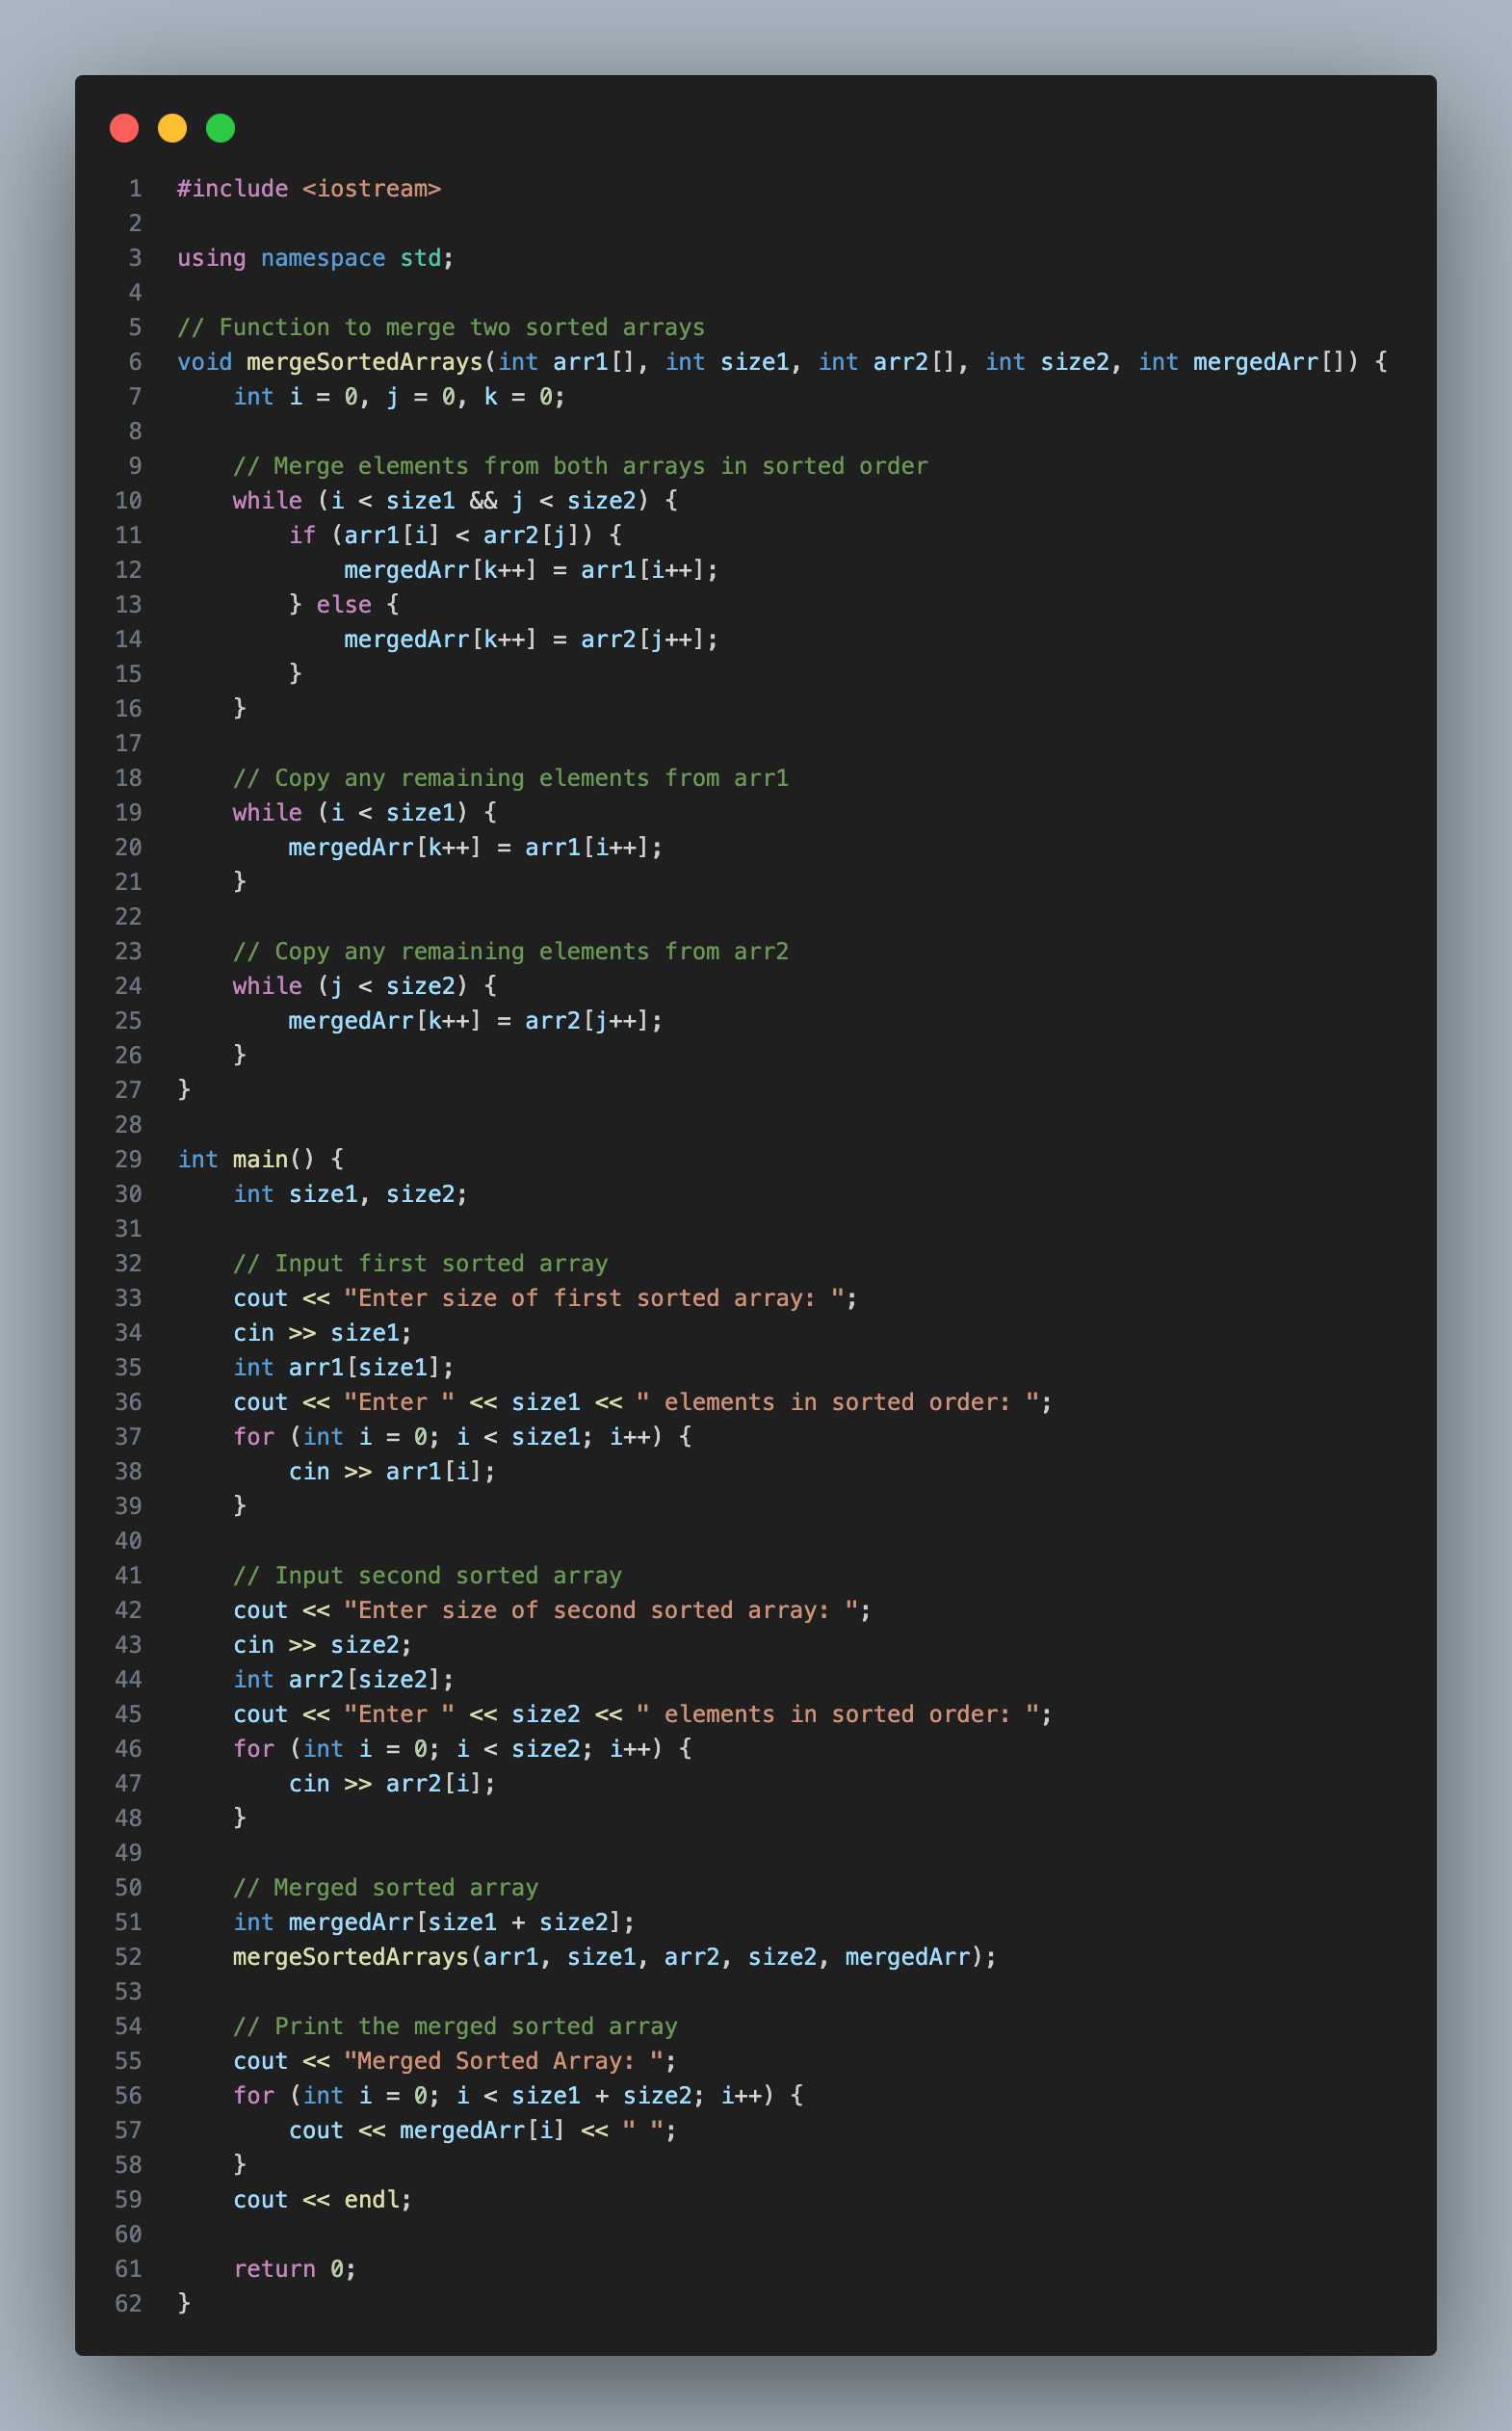 1 #include <iostream>
2
3 using namespace std;
4
5 // Function to merge two sorted arrays
6 void mergeSortedArrays(int arr1[], int size1, int arr2[], int size2, int mergedArr[]) {
7     int i = 0, j = 0, k = 0;
8
9     // Merge elements from both arrays in sorted order
10     while (i < size1 && j < size2) {
11         if (arr1[i] < arr2[j]) {
12             mergedArr[k++] = arr1[i++];
13         } else {
14             mergedArr[k++] = arr2[j++];
15         }
16     }
17
18     // Copy any remaining elements from arr1
19     while (i < size1) {
20         mergedArr[k++] = arr1[i++];
21     }
22
23     // Copy any remaining elements from arr2
24     while (j < size2) {
25         mergedArr[k++] = arr2[j++];
26     }
27 }
28
29 int main() {
30     int size1, size2;
31
32     // Input first sorted array
33     cout << "Enter size of first sorted array: ";
34     cin >> size1;
35     int arr1[size1];
36     cout << "Enter " << size1 << " elements in sorted order: ";
37     for (int i = 0; i < size1; i++) {
38         cin >> arr1[i];
39     }
40
41     // Input second sorted array
42     cout << "Enter size of second sorted array: ";
43     cin >> size2;
44     int arr2[size2];
45     cout << "Enter " << size2 << " elements in sorted order: ";
46     for (int i = 0; i < size2; i++) {
47         cin >> arr2[i];
48     }
49
50     // Merged sorted array
51     int mergedArr[size1 + size2];
52     mergeSortedArrays(arr1, size1, arr2, size2, mergedArr);
53
54     // Print the merged sorted array
55     cout << "Merged Sorted Array: ";
56     for (int i = 0; i < size1 + size2; i++) {
57         cout << mergedArr[i] << " ";
58     }
59     cout << endl;
60
61     return 0;
62 }